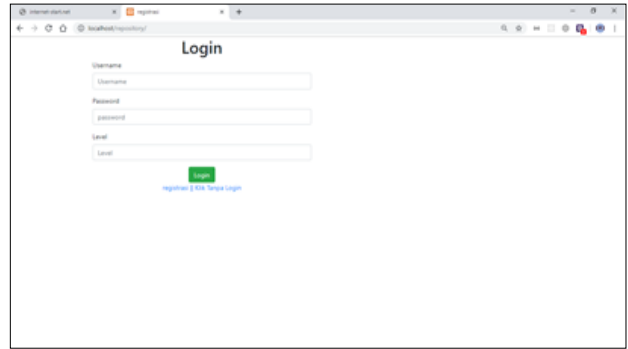 internet-start.net
registrasi
localhost/repository/
Login
Username
Username
Password
password
Level
Level
Login
registrasi || Klik Tanpa Login